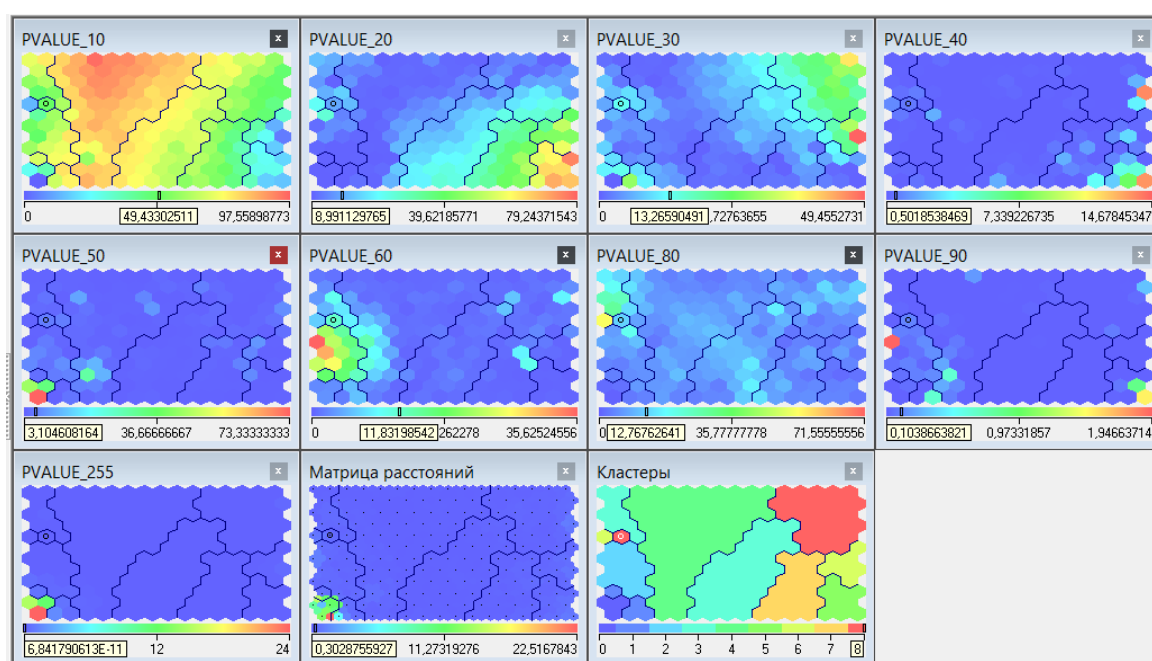 PVALUE_10
PVALUE_20
PVALUE_30
PVALUE_40
0 49,43302511 97,55898773
8,991129765 39,62185771 79,24371543
0 13,26590491 ,72763655 49,4552731
0,5018538469 7,339226735 14,67845347
PVALUE_50
PVALUE_60
PVALUE_80
PVALUE_90
3,104608164 36,66666667 73,33333333
0 11,83198542 262278 35,62524556
0 12,76762641 35,77777778 71,55555556
0,1038663821 0,97331857 1,94663714
PVALUE_255
Матрица расстояний
Кластеры
6,841790613E-11 12 24
0,3028755927 11,27319276 22,5167843
0 1 2 3 4 5 6 7 8